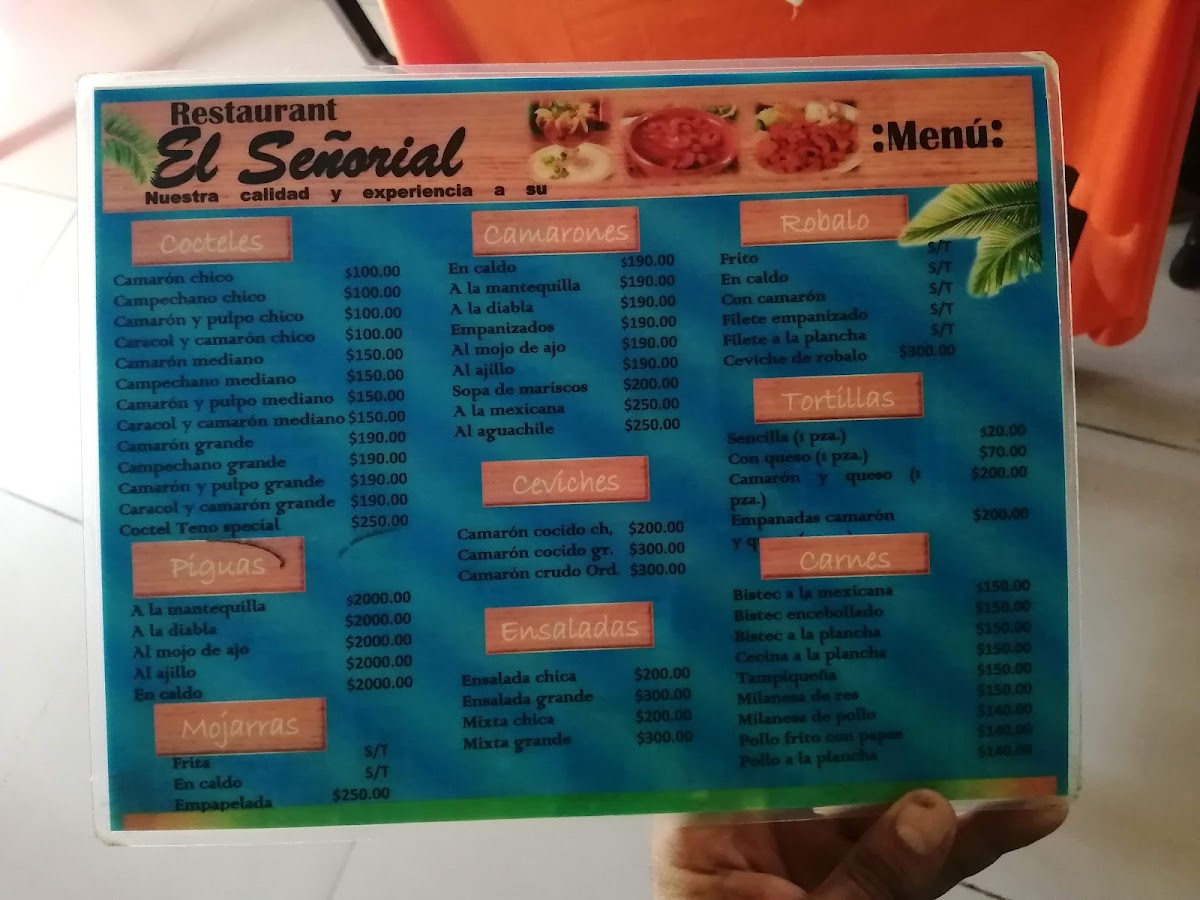 Restaurant
El Señorial
Nuestra calidad y experiencia a su
:Menú:
Cocteles
Camarón chico $100.00
Campechano chico $100.00
Camarón y pulpo chico $100.00
Caracol y camarón chico $100.00
Camarón mediano $150.00
Campechano mediano $150.00
Camarón y pulpo mediano $150.00
Caracol y camarón mediano $150.00
Camarón grande $190.00
Campechano grande $190.00
Camarón y pulpo grande $190.00
Caracol y camarón grande $190.00
Coctel Teno special $250.00
Piguas
A la mantequilla $2000.00
A la diabla $2000.00
Al mojo de ajo $2000.00
Al ajillo $2000.00
En caldo $2000.00
Mojarras
Frita S/T
En caldo S/T
Empapelada $250.00
Camarones
En caldo $190.00
A la mantequilla $190.00
A la diabla $190.00
Empanizados $190.00
Al mojo de ajo $190.00
Al ajillo $190.00
Sopa de mariscos $200.00
A la mexicana $250.00
Al aguachile $250.00
Ceviches
Camarón cocido ch, $200.00
Camarón cocido gr. $300.00
Camarón crudo Ord. $300.00
Ensaladas
Ensalada chica $200.00
Ensalada grande $300.00
Mixta chica $200.00
Mixta grande $300.00
Robalo
Frito S/T
En caldo S/T
Con camarón S/T
Filete empanizado S/T
Filete a la plancha S/T
Ceviche de robalo $300.00
Tortillas
Sencilla (1 pza.) $20.00
Con queso (1 pza.) $70.00
Camarón y queso (1 $200.00
pza.)
Empanadas camarón $200.00
y
Carnes
Bistec a la mexicana $150.00
Bistec encebollado $150.00
Bistec a la plancha $150.00
Cecina a la plancha $150.00
Tampiqueña $150.00
Milanesa de res $150.00
Milanesa de pollo $140.00
Pollo frito con papas $140.00
Pollo a la plancha $140.00